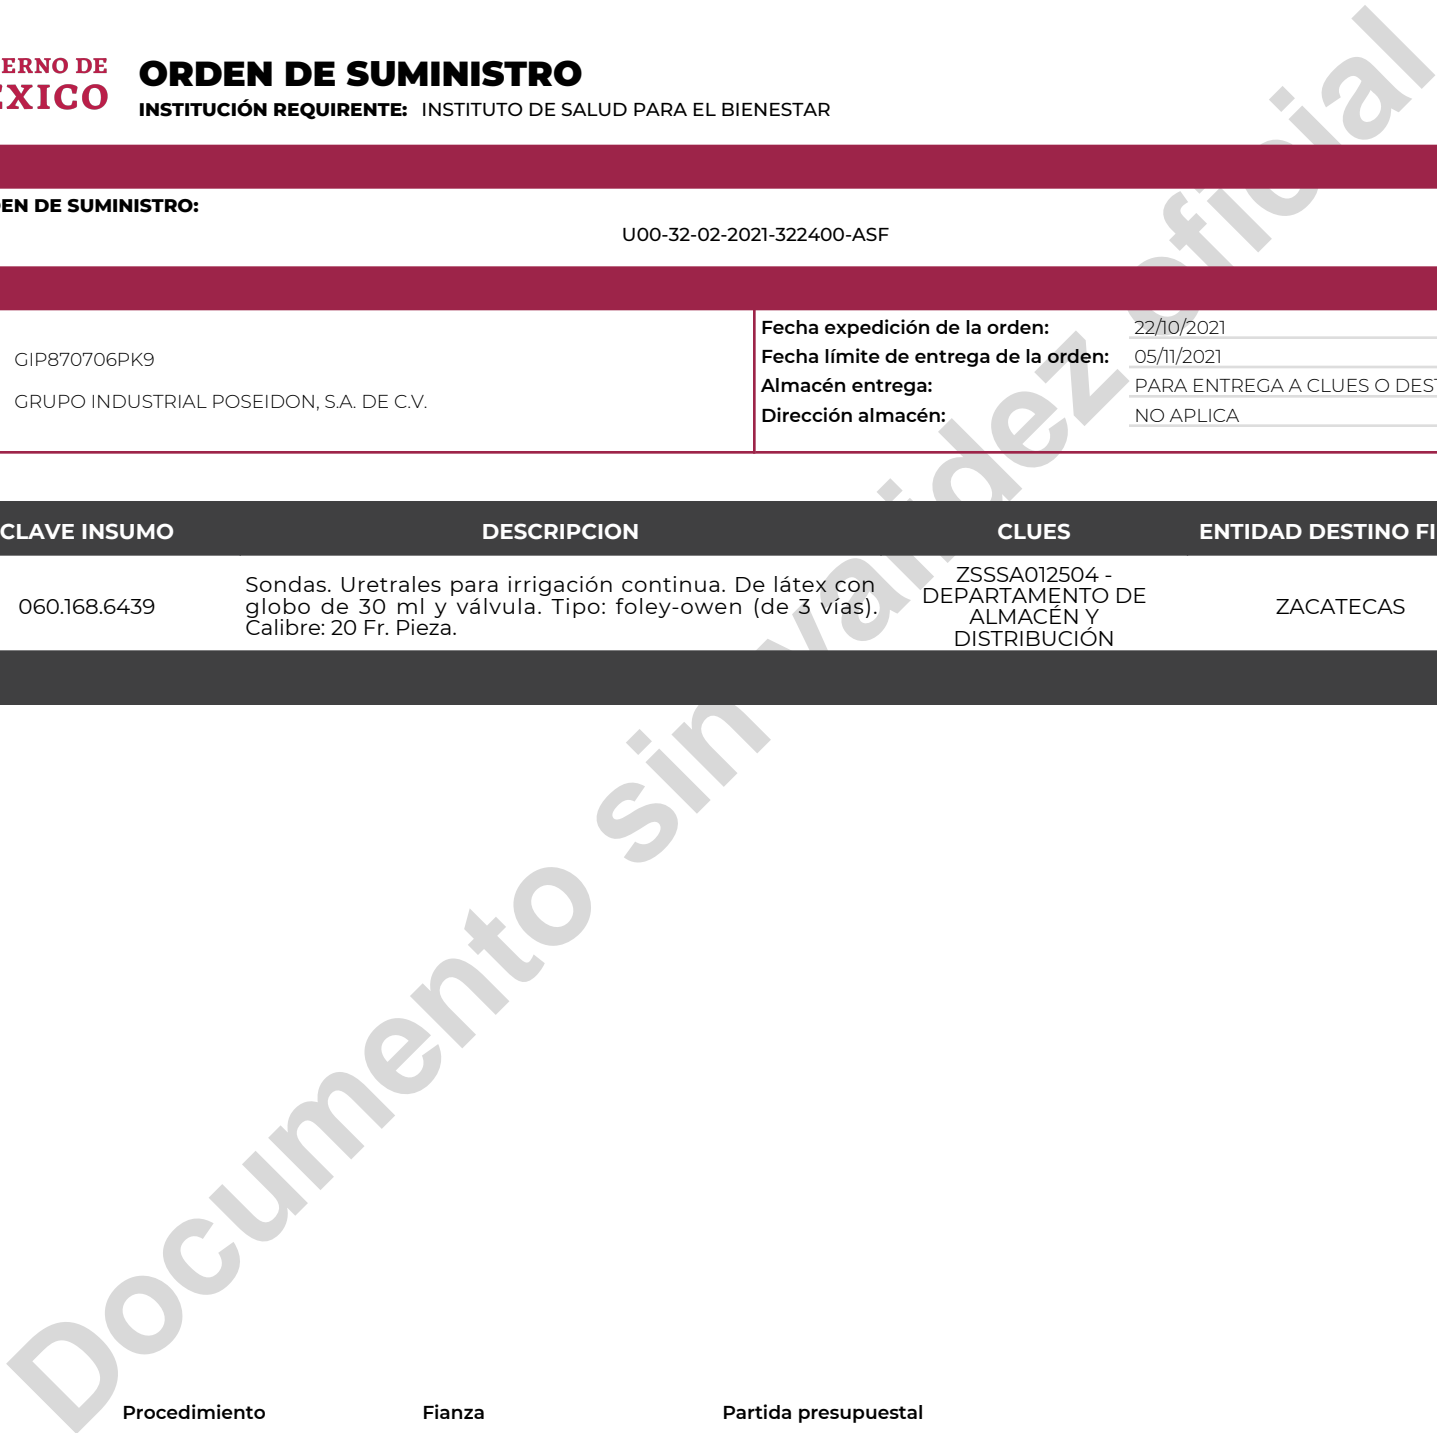 ERNO DE
ORDEN DE SUMINISTRO
EXICO
INSTITUCIÓN REQUIRENTE: INSTITUTO DE SALUD PARA EL BIENESTAR
EN DE SUMINISTRO:
U00-32-02-2021-322400-ASF
GIP870706PK9
GRUPO INDUSTRIAL POSEIDON, S.A. DE C.V.
Fecha expedición de la orden: 22/10/2021
Fecha límite de entrega de la orden: 05/11/2021
Almacén entrega: PARA ENTREGA A CLUES O DEST
Dirección almacén: NO APLICA
CLAVE INSUMO DESCRIPCION CLUES ENTIDAD DESTINO FI
060.168.6439
Sondas. Uretrales para irrigación continua. De látex con
globo de 30 ml y válvula. Tipo: foley-owen (de 3 vías).
Calibre: 20 Fr. Pieza.
ZSSSA012504 -
DEPARTAMENTO DE
ALMACÉN Y
DISTRIBUCIÓN
ZACATECAS
Documento sin validez oficial
Procedimiento Fianza Partida presupuestal